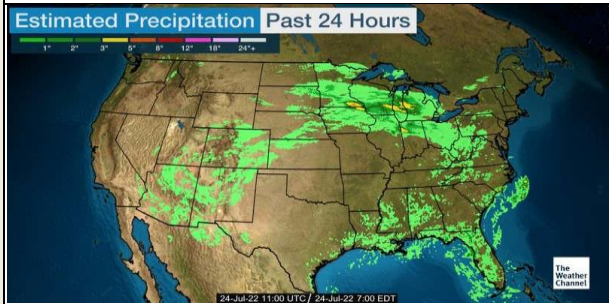 Estimated Precipitation Past 24 Hours
1" 2" 3" 5" 8" 12" 18" 24"+
24-Jul-22 11:00 UTC / 24-Jul-22 7:00 EDT
The
Weather
Channel